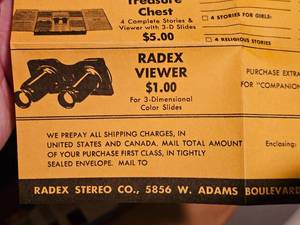 Treasure
Chest
4 Complete Stories &
Viewer with 3-D Slides
$5.00
4 STORIES FOR GIRLS:
4 RELIGIOUS STORIES
RADEX
VIEWER
$1.00
For 3-Dimensional
Color Slides
PURCHASE EXTRA
FOR "COMPANION
WE PREPAY ALL SHIPPING CHARGES, IN
UNITED STATES AND CANADA. MAIL TOTAL AMOUNT
OF YOUR PURCHASE FIRST CLASS, IN TIGHTLY
SEALED ENVELOPE. MAIL TO
Enclosing:
RADEX STEREO CO., 5856 W. ADAMS BOULEVARD